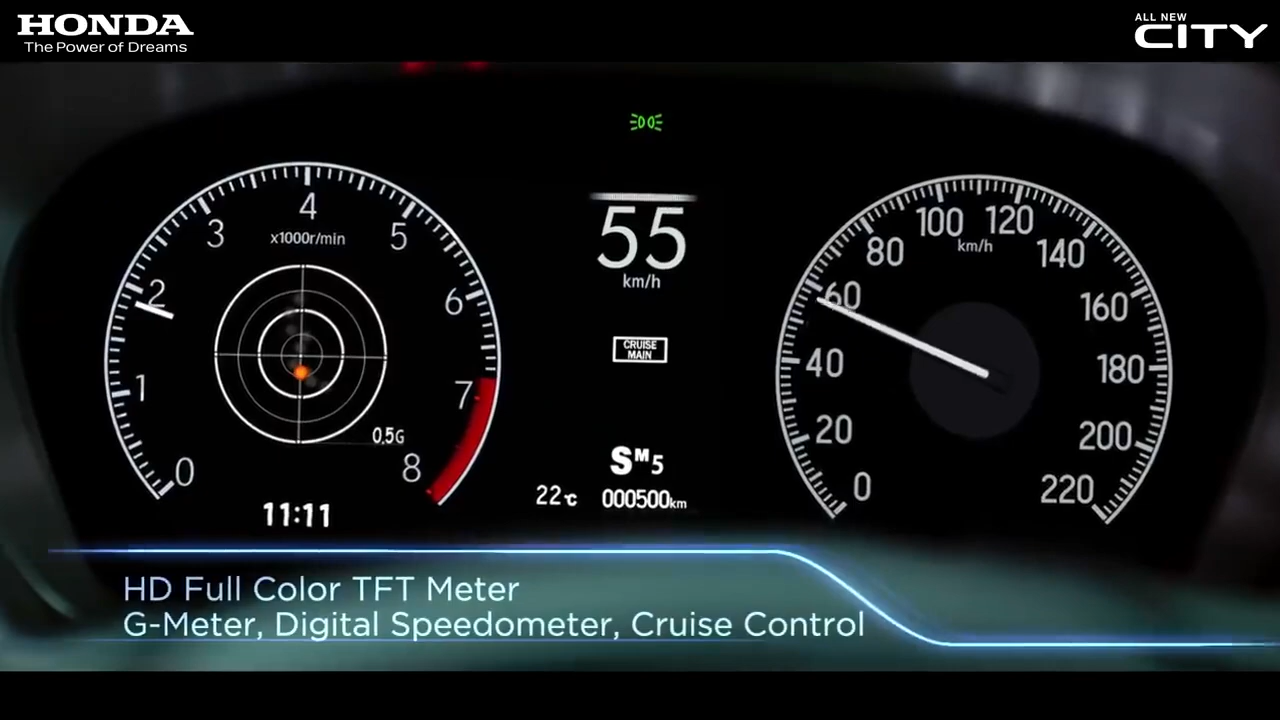 HONDA
The Power of Dreams
ALL NEW
CITY
4
3
5
x1000r/min
2
6
1
7
0.5G
0
8
11:11
55
km/h
CRUISE
MAIN
SM5
22°C 000500km
100
120
km/h
80
140
60
160
40
180
20
200
0
220
HD Full Color TFT Meter
G-Meter, Digital Speedometer, Cruise Control